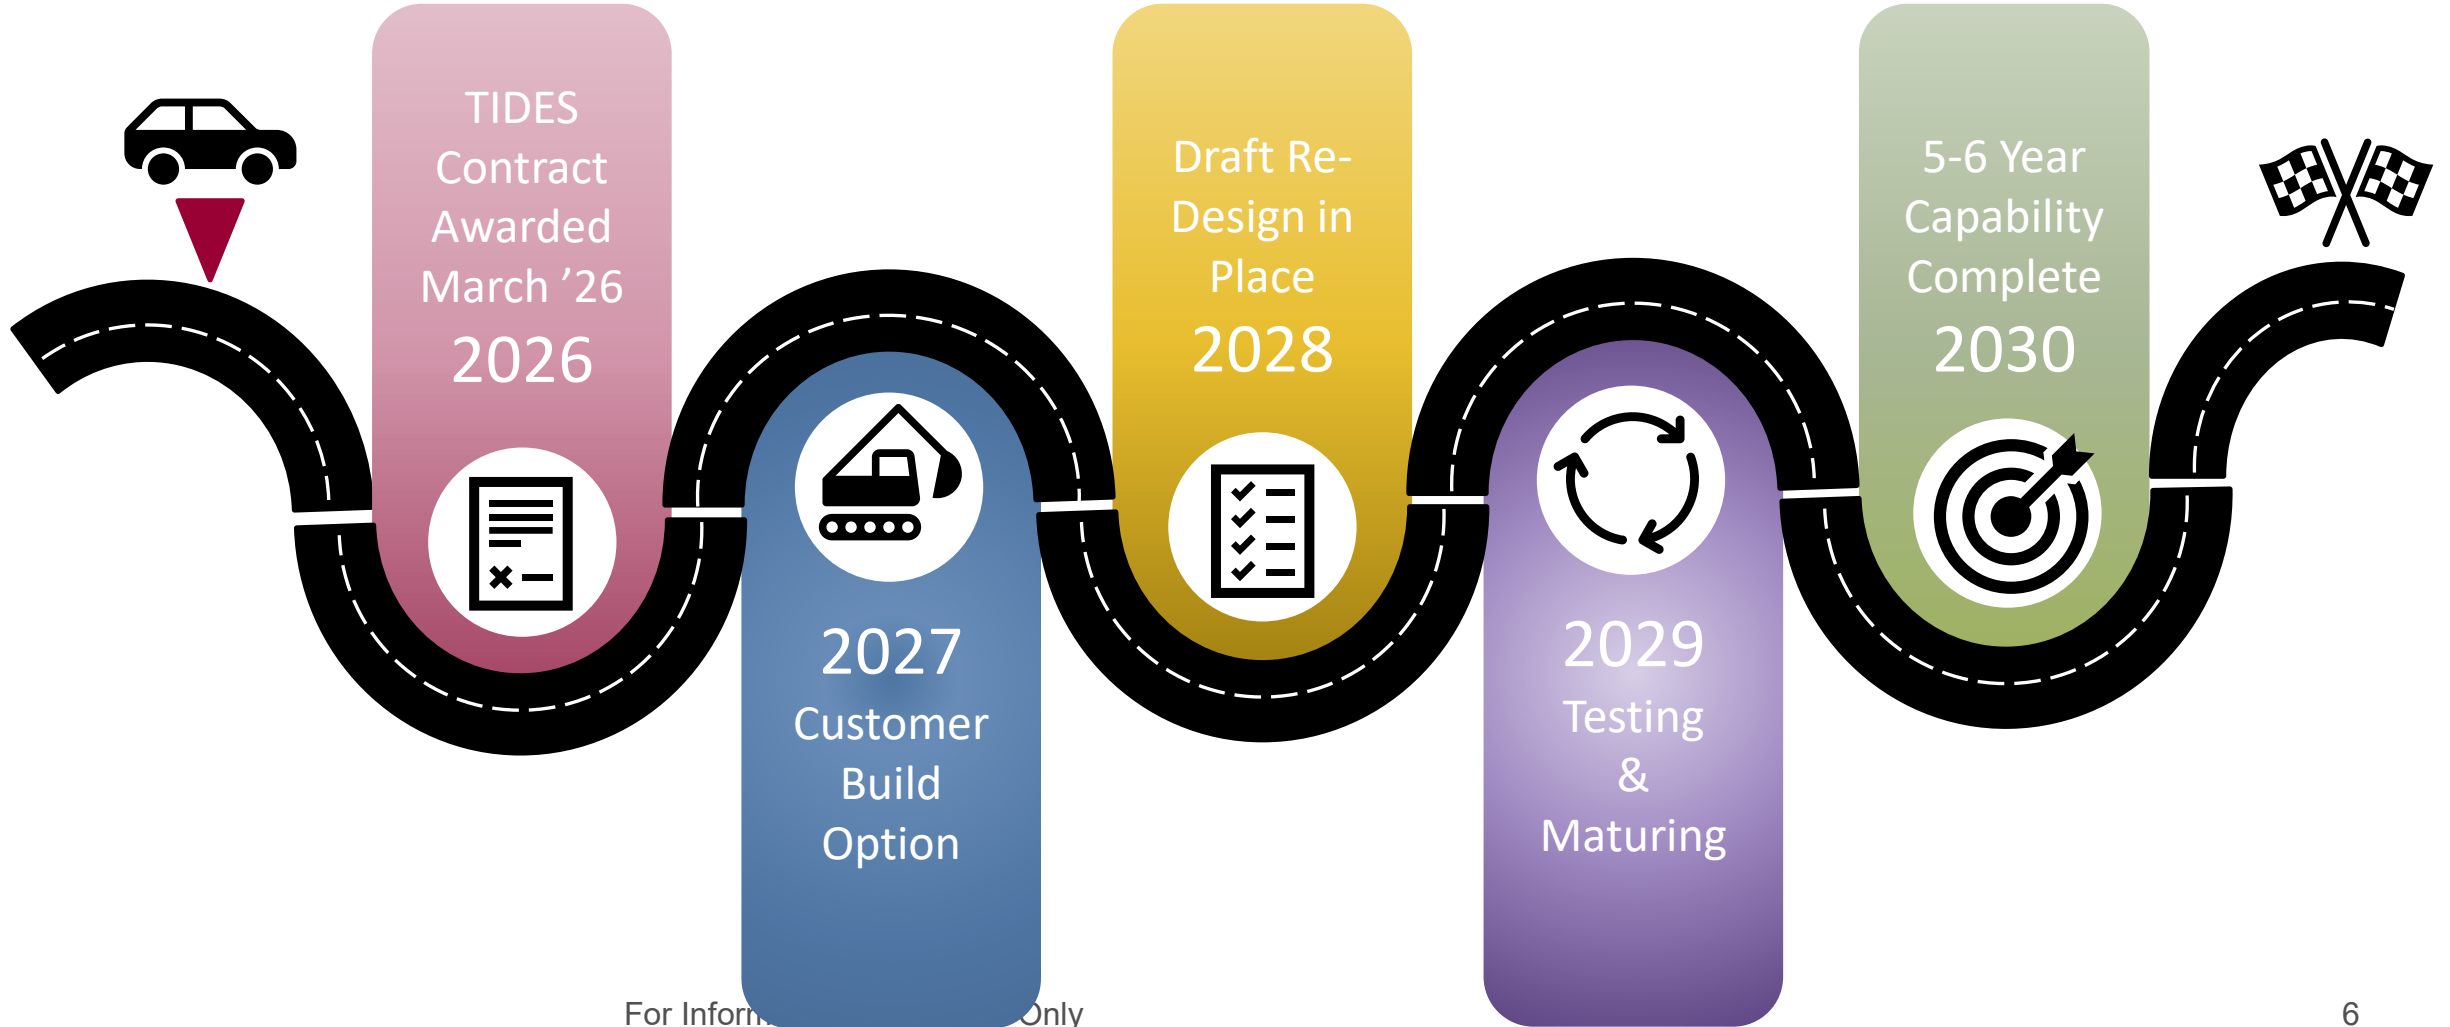 TIDES
Contract
Awarded
March ’26
2026
2027
Customer
Build
Option
Draft Re-
Design in
Place
2028
2029
Testing
&
Maturing
5-6 Year
Capability
Complete
2030
For Only
6